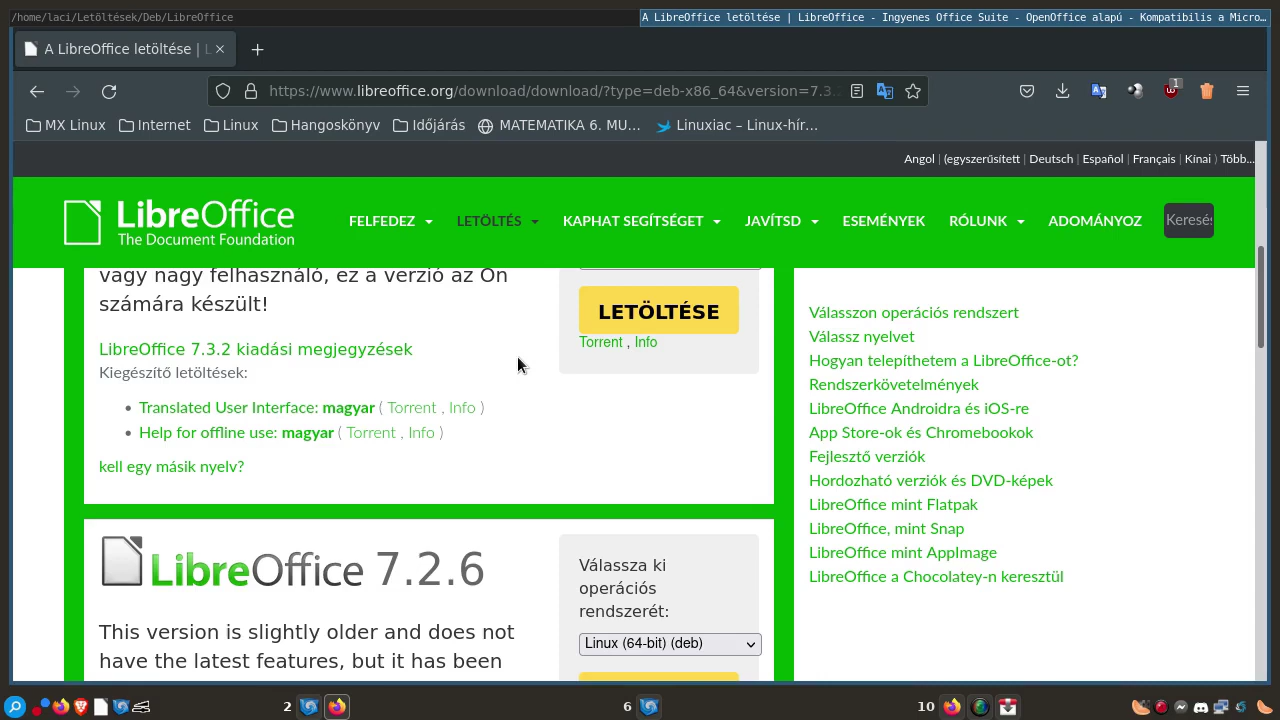 /home/laci/Letöltések/Deb/LibreOffice
A LibreOffice letöltése | LibreOffice - Ingyenes Office Suite - OpenOffice alapú - Kompatibilis a Micro…
A LibreOffice letöltése | L
https://www.libreoffice.org/download/download/?type=deb-x86_64&version=7.3.2
1
MX Linux Internet Linux Hangoskönyv Időjárás MATEMATIKA 6. MU… Linuxiac – Linux-hír…
Angol | (egyszerűsített | Deutsch | Español | Français | Kínai ) Több...
LibreOffice
The Document Foundation
FELFEDEZ LETÖLTÉS KAPHAT SEGÍTSÉGET JAVÍTSD ESEMÉNYEK RÓLUNK ADOMÁNYOZ Keresés
vagy nagy felhasználó, ez a verzió az Ön
számára készült!
LETÖLTÉSE
Torrent , Info
LibreOffice 7.3.2 kiadási megjegyzések
Kiegészítő letöltések:
• Translated User Interface: magyar ( Torrent , Info )
• Help for offline use: magyar ( Torrent , Info )
kell egy másik nyelv?
LibreOffice 7.2.6
This version is slightly older and does not
have the latest features, but it has been
Válassza ki
operációs
rendszerét:
Linux (64-bit) (deb)
Válasszon operációs rendszert
Válassz nyelvet
Hogyan telepíthetem a LibreOffice-ot?
Rendszerkövetelmények
LibreOffice Androidra és iOS-re
App Store-ok és Chromebookok
Fejlesztő verziók
Hordozható verziók és DVD-képek
LibreOffice mint Flatpak
LibreOffice, mint Snap
LibreOffice mint AppImage
LibreOffice a Chocolatey-n keresztül
2 6 10